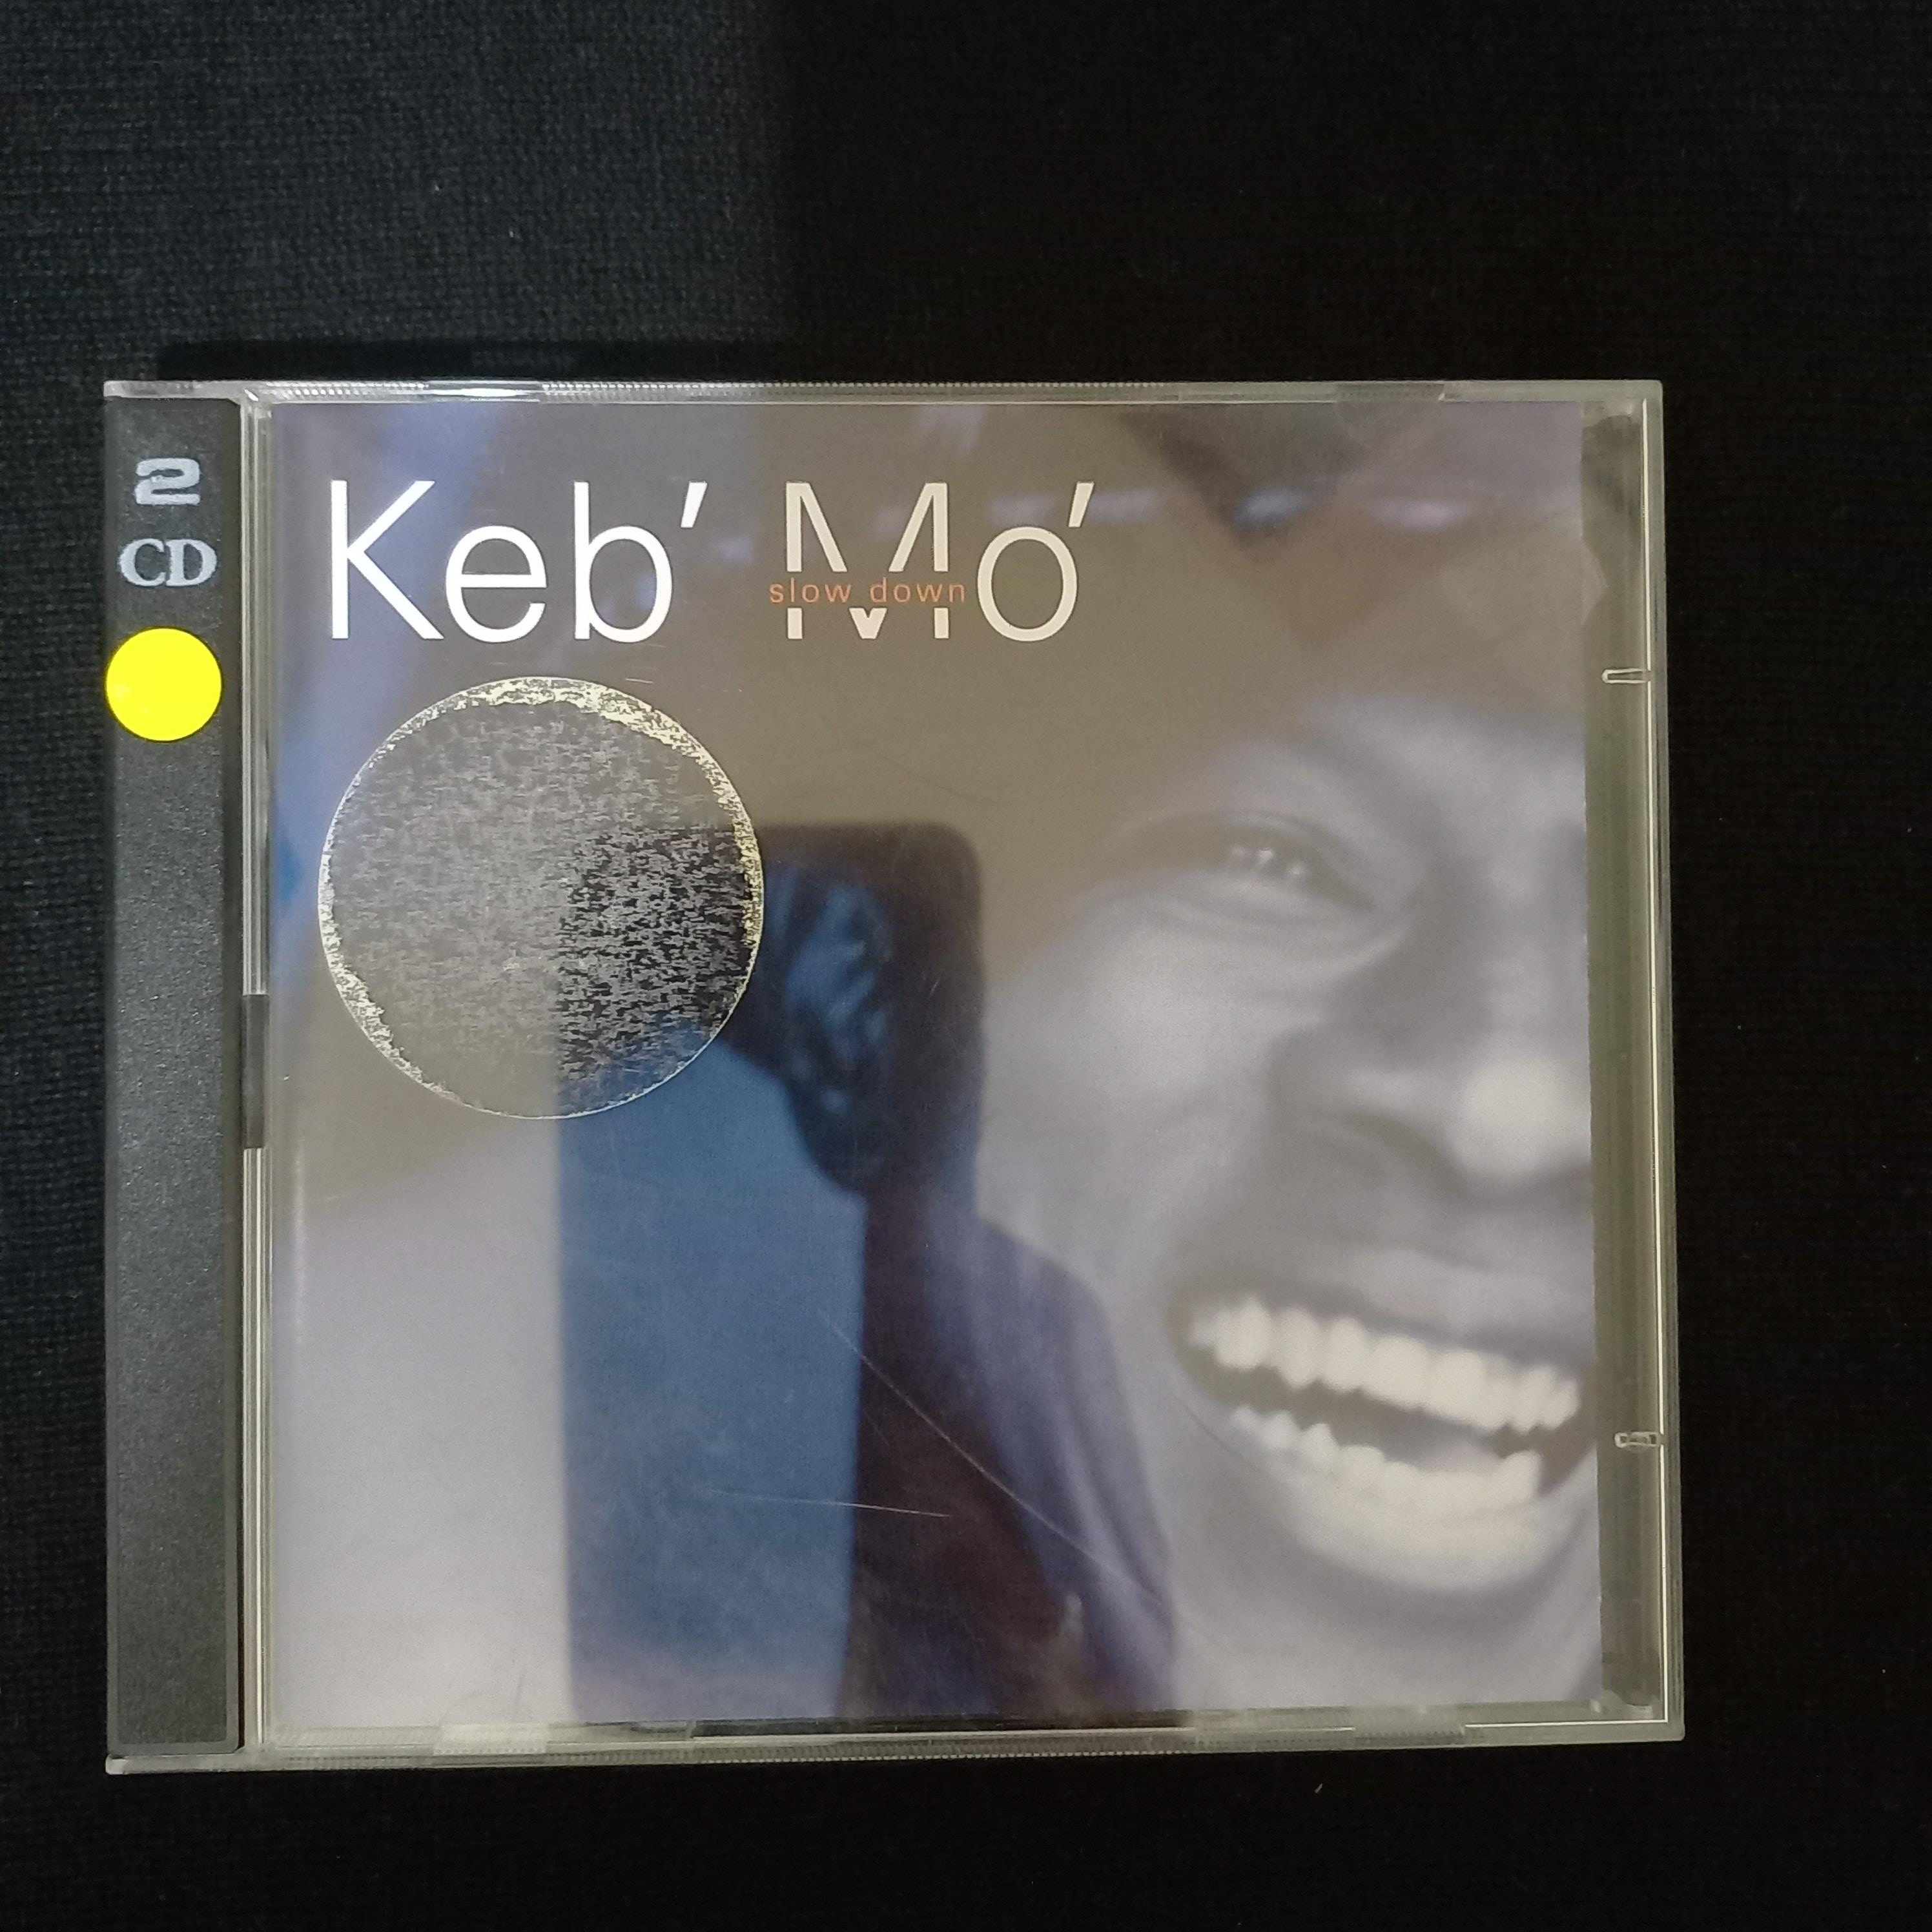 2
CD
Keb' Mo'
slow down